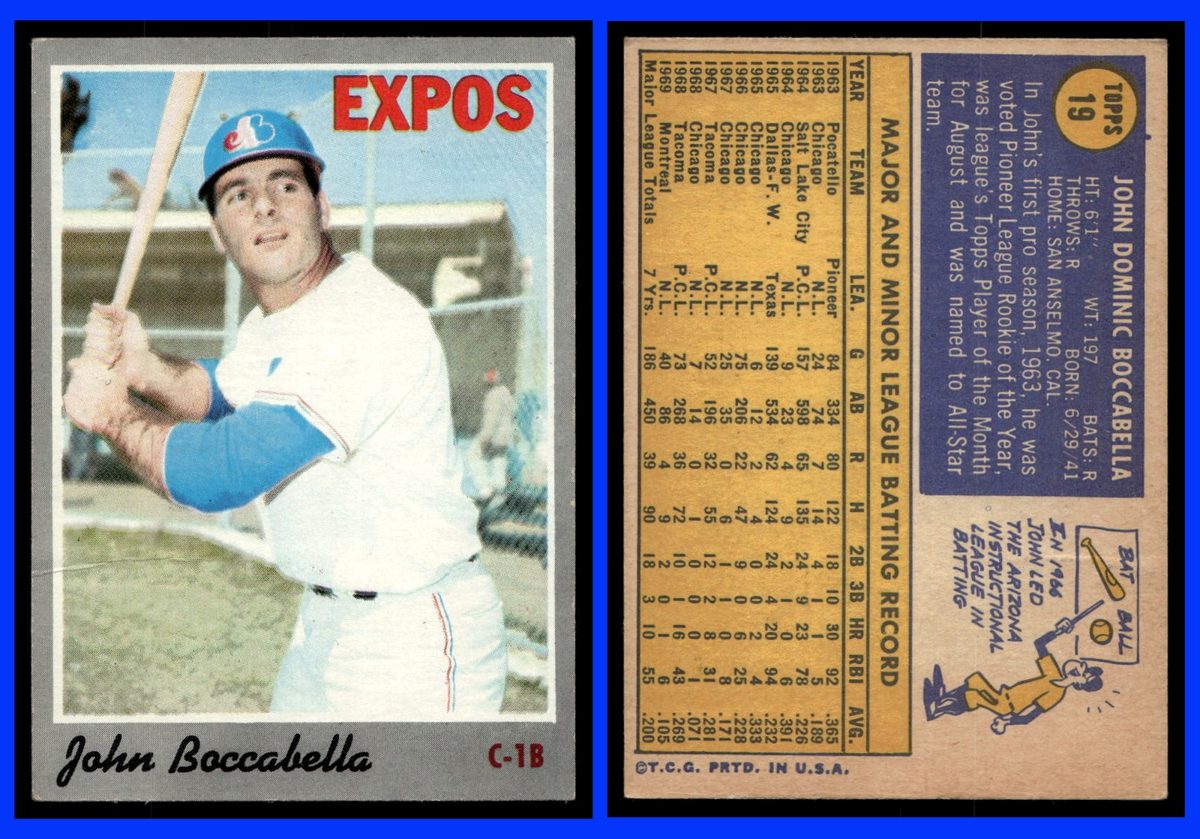 EXPOS
John Boccabella
C-1B
TOPPS
19
JOHN DOMINIC BOCCABELLA
HT: 6'1" WT: 197 BATS: R
THROWS: R BORN: 6/29/41
HOME: SAN ANSELMO, CAL.
In John's first pro season, 1963, he was
voted Pioneer League Rookie of the Year,
was league's Topps Player of the Month
for August and was named to All-Star
team.
BAT BALL
IN 1966
JOHN LED
THE ARIZONA
INSTRUCTIONAL
LEAGUE IN
BATTING
MAJOR AND MINOR LEAGUE BATTING RECORD
YEAR TEAM LEA. G AB R H 2B 3B HR RBI AVG.
1963 Pocatello Pioneer 84 334 80 122 18 10 30 92 .365
1963 Chicago N.L. 24 74 7 14 4 1 1 5 .189
1964 Salt Lake City P.C.L. 157 598 65 135 24 9 23 78 .226
1964 Chicago N.L. 9 23 4 9 2 1 0 6 .391
1965 Dallas-F.W. Texas 139 534 62 124 24 4 20 94 .232
1965 Chicago N.L. 6 12 2 4 0 0 2 4 .333
1966 Chicago N.L. 75 206 22 47 9 0 6 25 .228
1967 Chicago N.L. 25 35 0 6 1 1 0 8 .171
1967 Tacoma P.C.L. 52 196 32 55 12 2 8 31 .281
1968 Chicago N.L. 7 14 0 1 0 0 0 1 .071
1968 Tacoma P.C.L. 73 268 36 72 10 1 16 43 .269
1969 Montreal N.L. 40 86 4 9 2 0 1 6 .105
Major League Totals 7 Yrs. 186 450 39 90 18 3 10 55 .200
©T.C.G. PRTD. IN U.S.A.